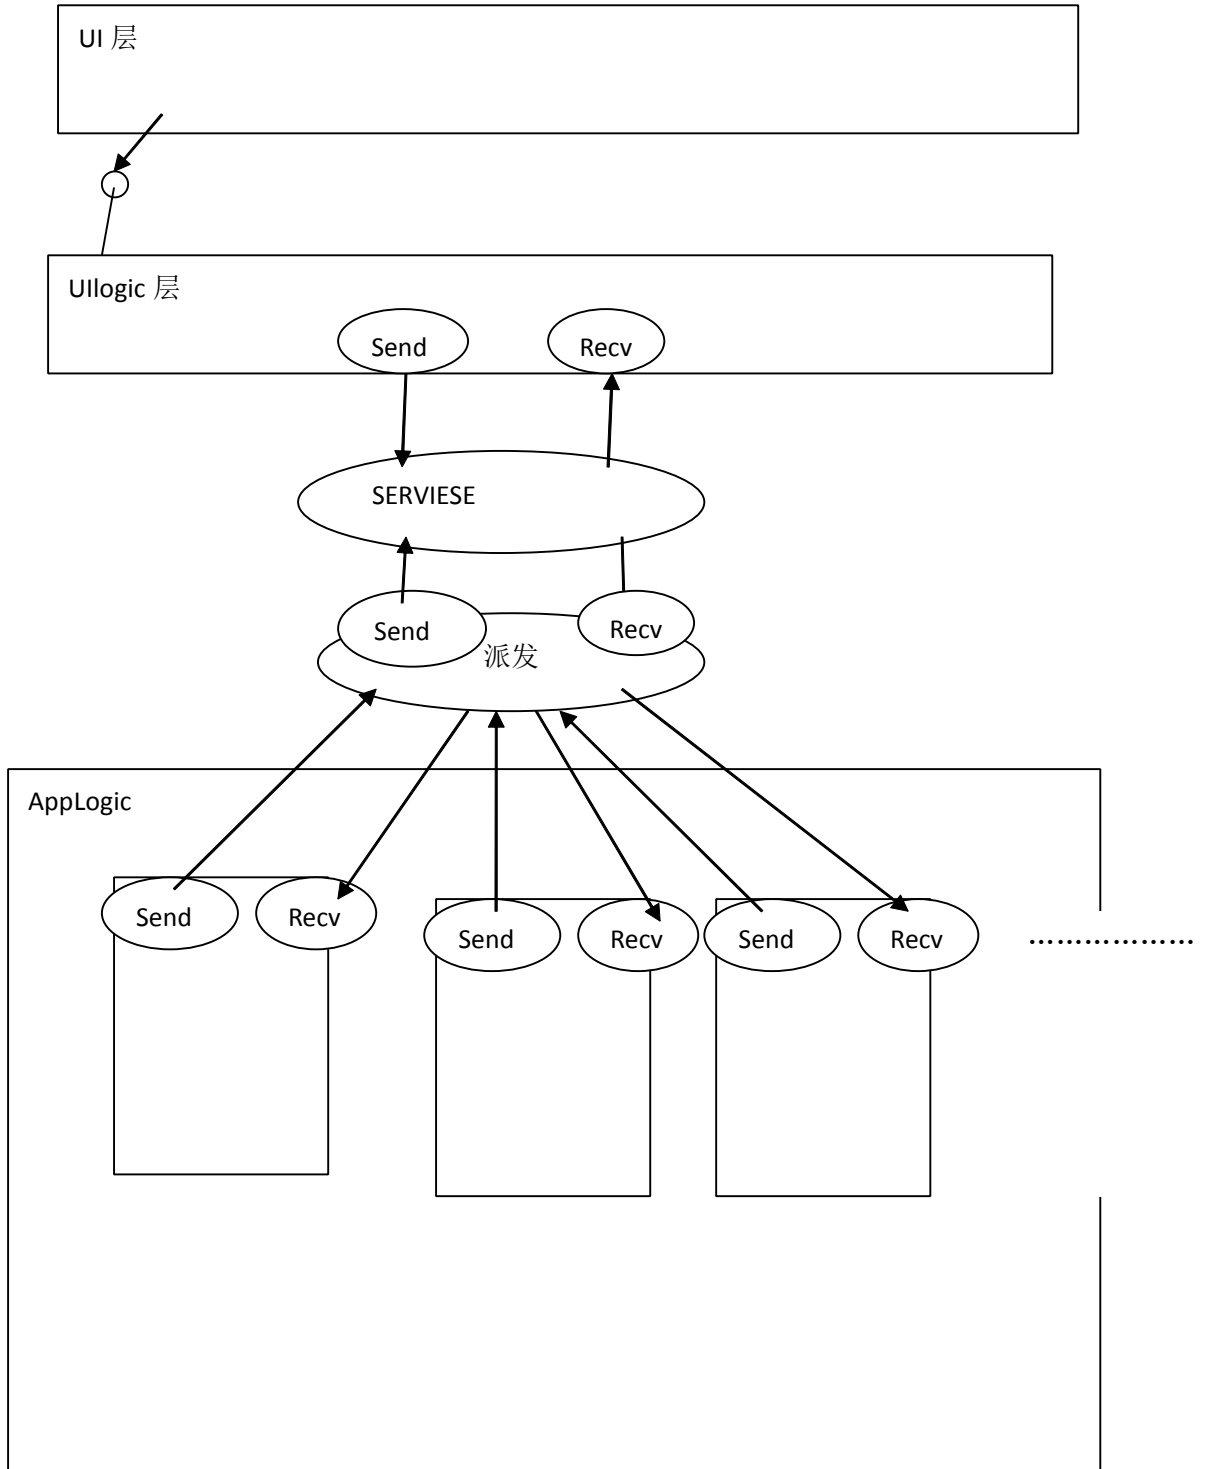 UI 层
UIlogic 层
Send
Recv
SERVIESE
Send
Recv
派发
AppLogic
Send
Recv
Send
Recv
Send
Recv
………………